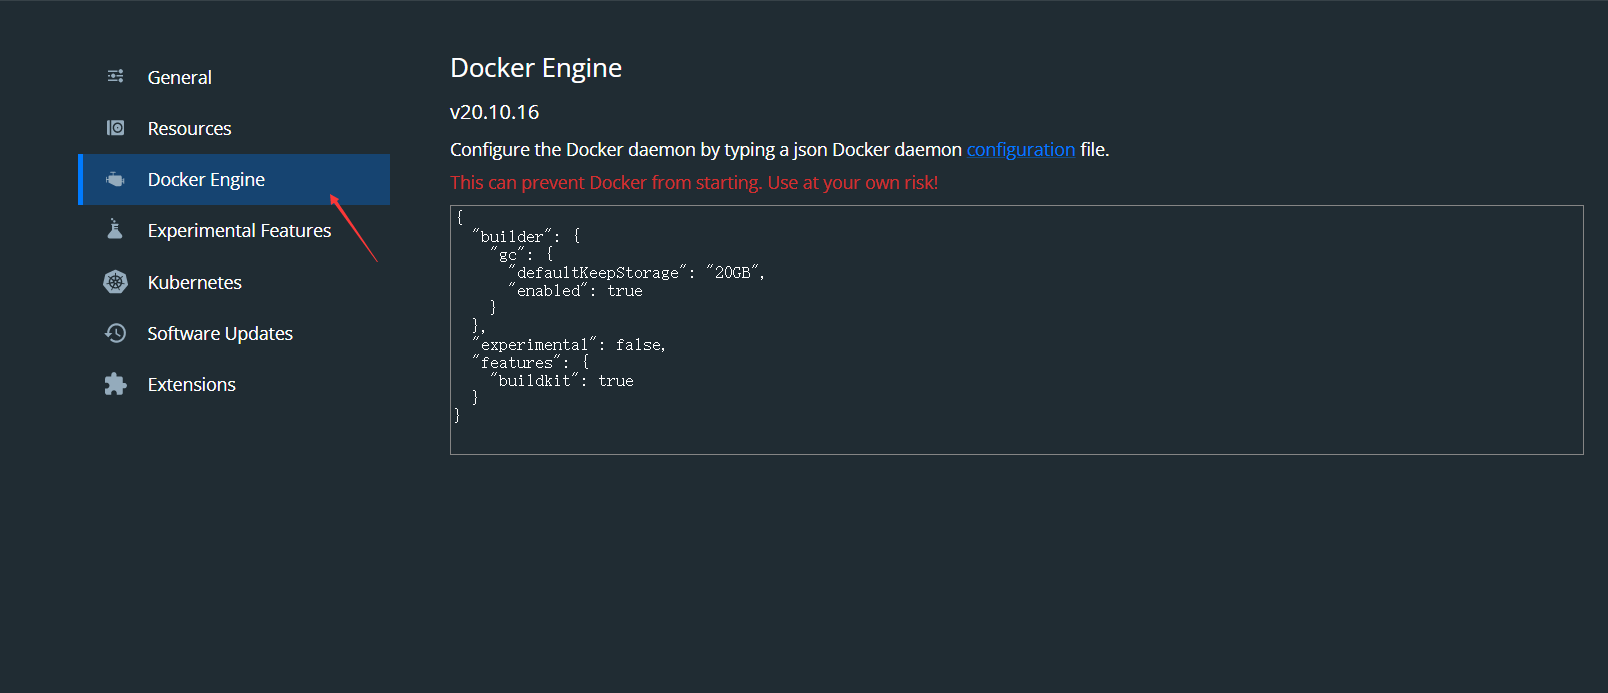 General
Resources
Docker Engine
Experimental Features
Kubernetes
Software Updates
Extensions
Docker Engine
v20.10.16
Configure the Docker daemon by typing a json Docker daemon configuration file.
This can prevent Docker from starting. Use at your own risk!
{
  "builder": {
    "gc": {
      "defaultKeepStorage": "20GB",
      "enabled": true
    }
  },
  "experimental": false,
  "features": {
    "buildkit": true
  }
}